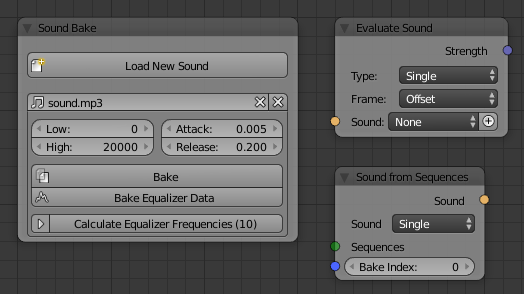 Sound Bake
Load New Sound
sound.mp3
Low: 0
Attack: 0.005
High: 20000
Release: 0.200
Bake
Bake Equalizer Data
Calculate Equalizer Frequencies (10)
Evaluate Sound
Strength
Type: Single
Frame: Offset
Sound: None
Sound from Sequences
Sound
Sound Single
Sequences
Bake Index: 0